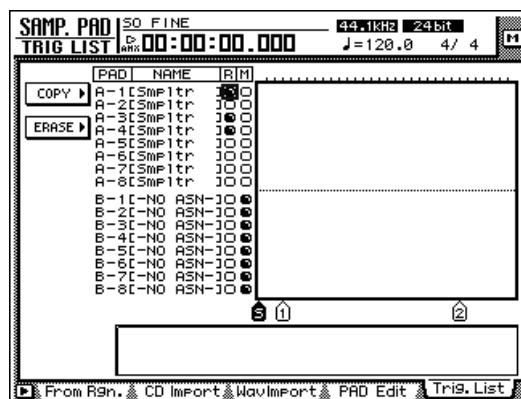 SAMP. PAD
TRIG LIST
SO FINE
00:00:00.000
44.1kHz 24bit
♩=120.0 4/ 4
M
PAD NAME R M
COPY
ERASE
A-1[Smpltr ]
A-2[Smpltr ]
A-3[Smpltr ]
A-4[Smpltr ]
A-5[Smpltr ]
A-6[Smpltr ]
A-7[Smpltr ]
A-8[Smpltr ]
B-1[-NO ASN-]
B-2[-NO ASN-]
B-3[-NO ASN-]
B-4[-NO ASN-]
B-5[-NO ASN-]
B-6[-NO ASN-]
B-7[-NO ASN-]
B-8[-NO ASN-]
S 1 2
From Rgn. CD Import WavImport PAD Edit Trig. List